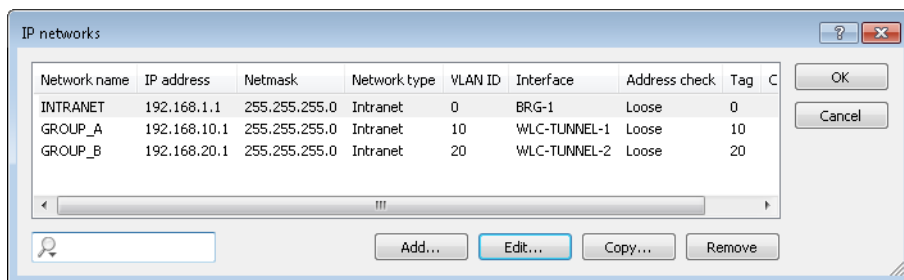 IP networks
Network name IP address Netmask Network type VLAN ID Interface Address check Tag C
INTRANET 192.168.1.1 255.255.255.0 Intranet 0 BRG-1 Loose 0
GROUP_A 192.168.10.1 255.255.255.0 Intranet 10 WLC-TUNNEL-1 Loose 10
GROUP_B 192.168.20.1 255.255.255.0 Intranet 20 WLC-TUNNEL-2 Loose 20
OK
Cancel
Add... Edit... Copy... Remove